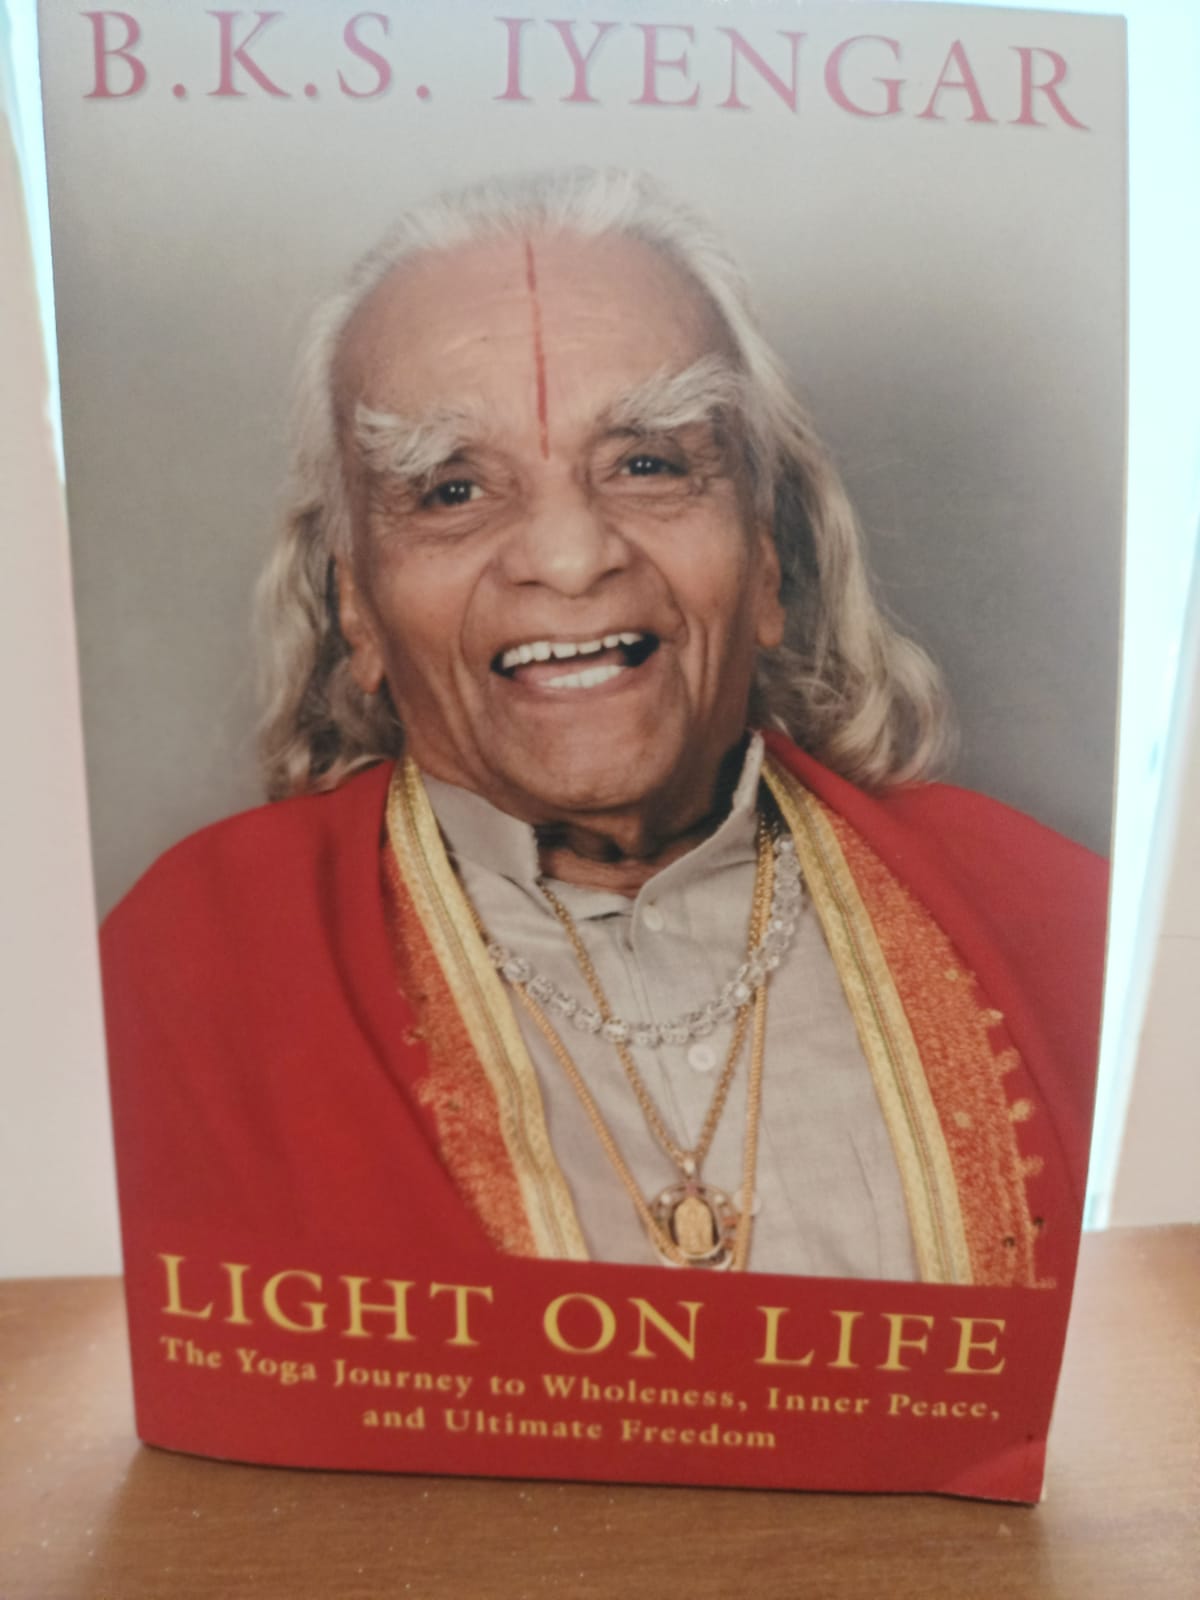 B.K.S. IYENGAR
LIGHT ON LIFE
The Yoga Journey to Wholeness, Inner Peace,
and Ultimate Freedom